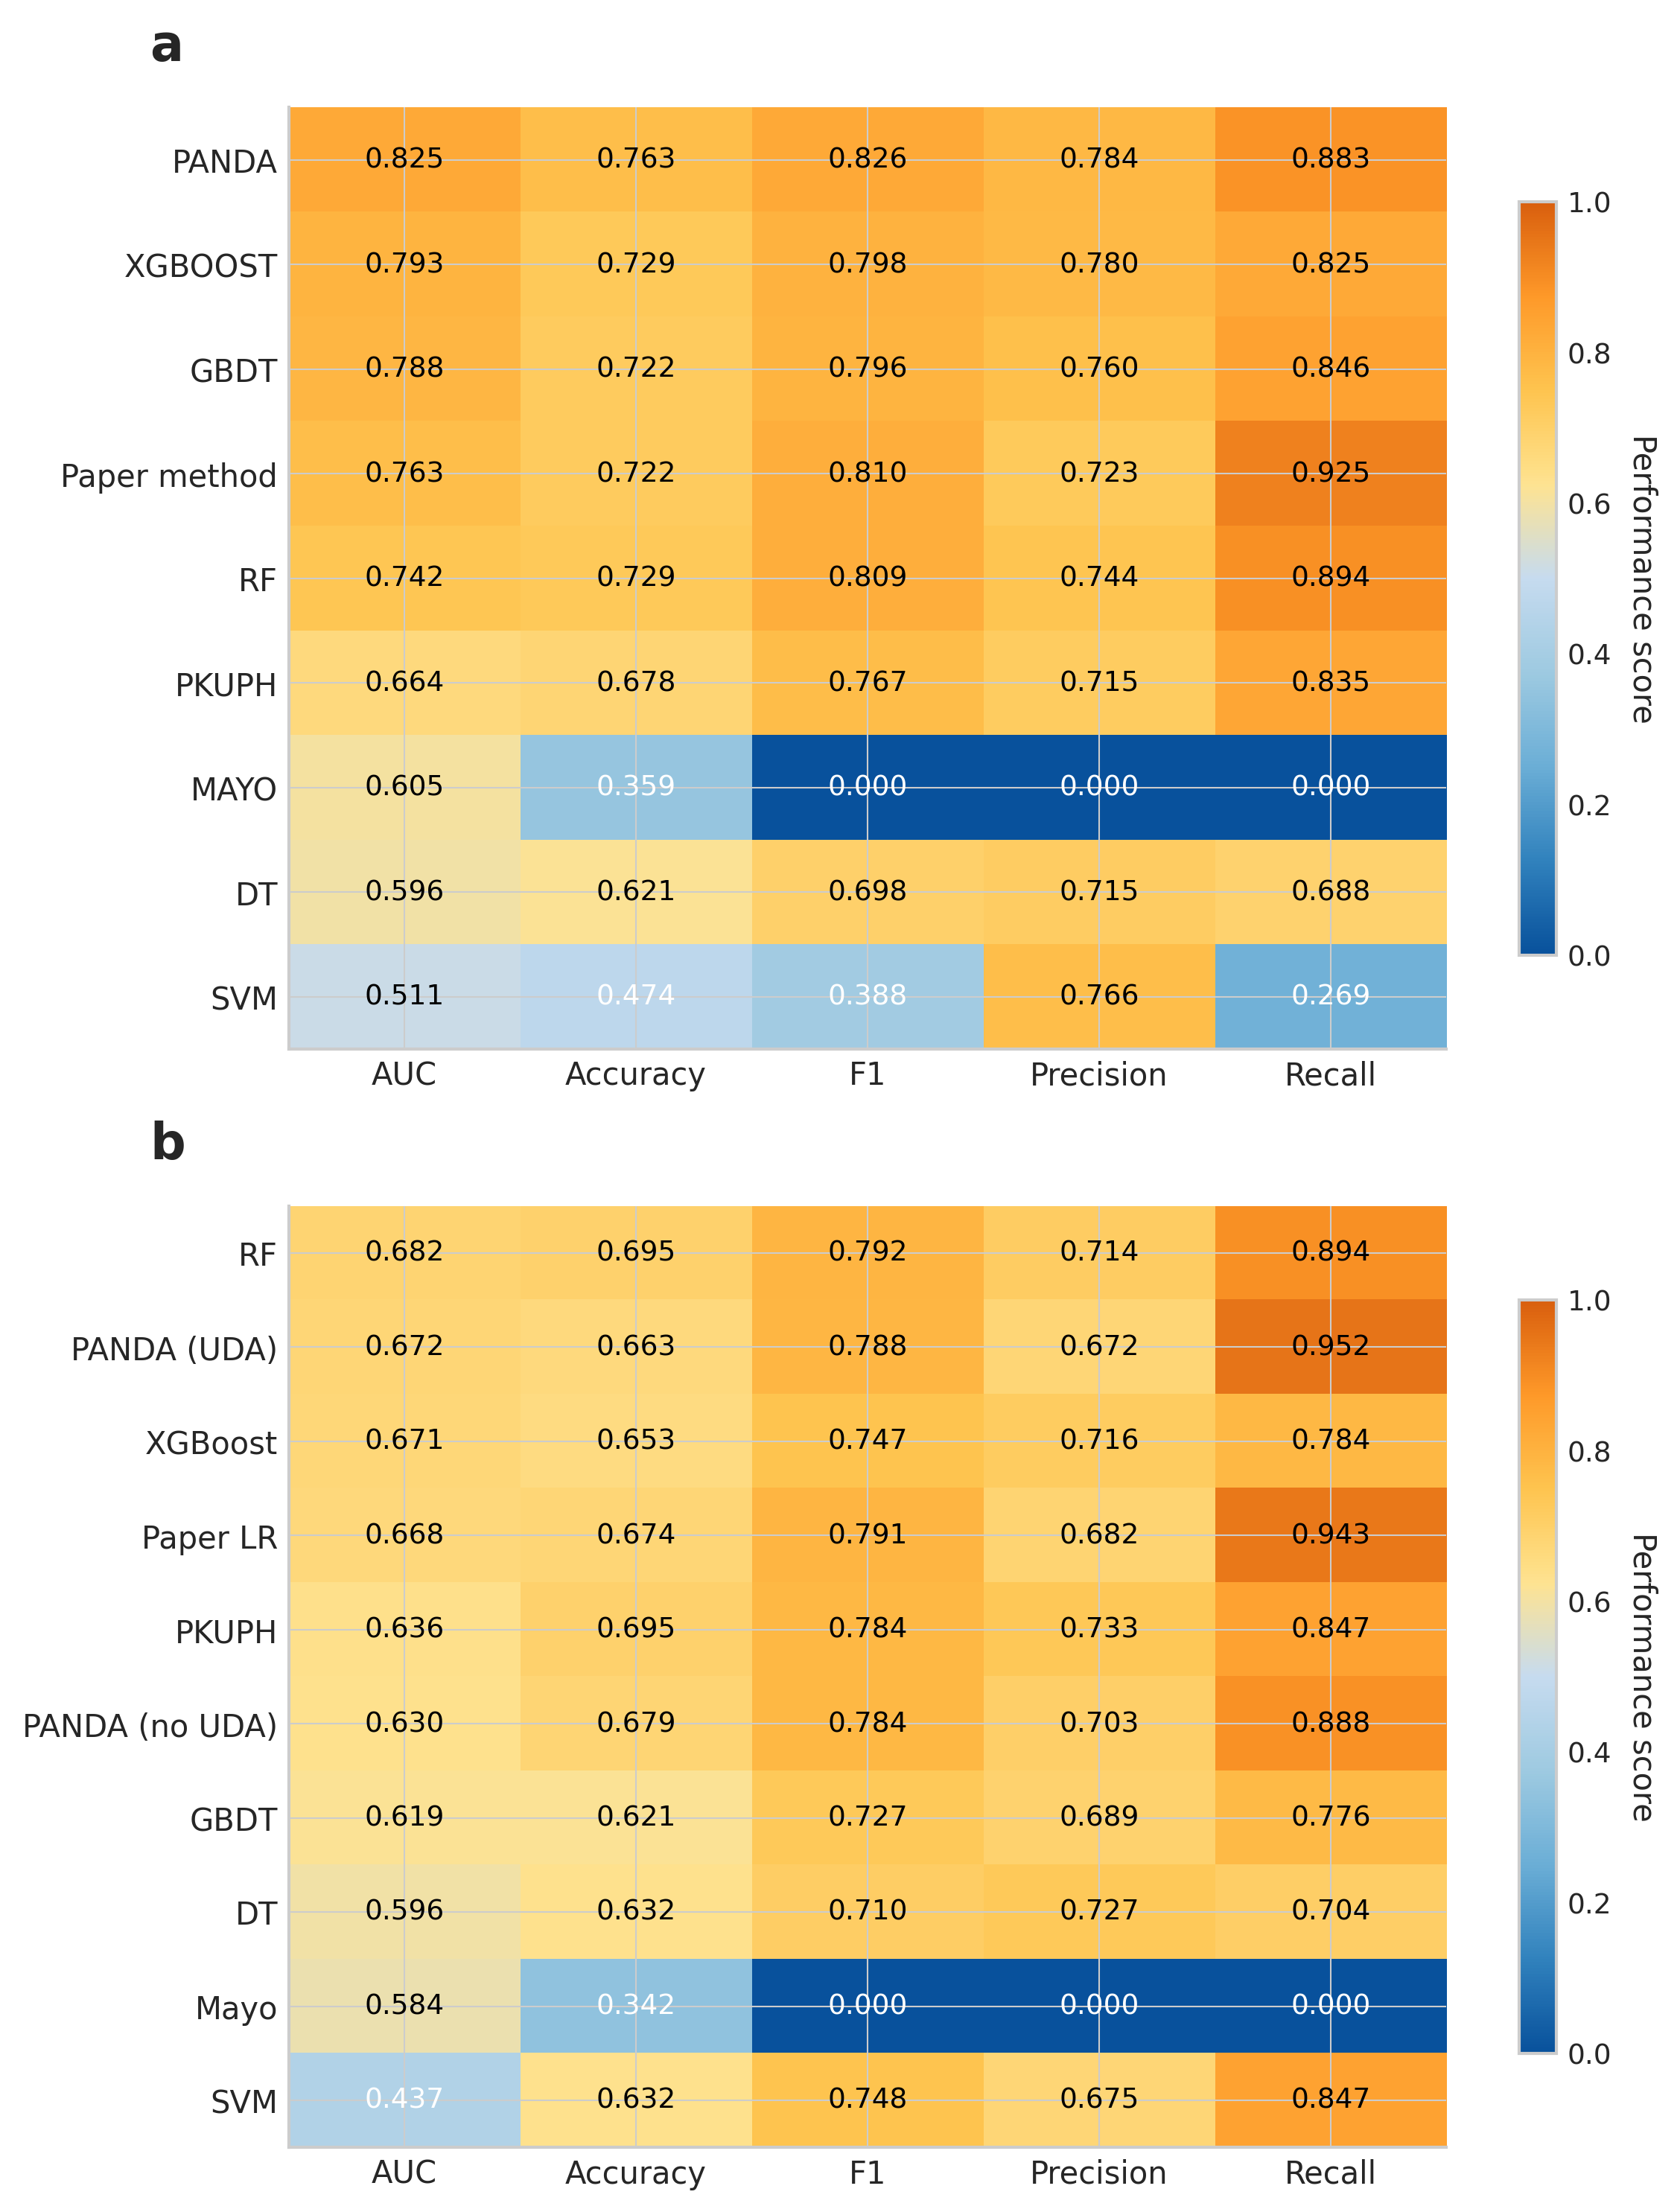 a
PANDA 0.825 0.763 0.826 0.784 0.883
XGBOOST 0.793 0.729 0.798 0.780 0.825
GBDT 0.788 0.722 0.796 0.760 0.846
Paper method 0.763 0.722 0.810 0.723 0.925
RF 0.742 0.729 0.809 0.744 0.894
PKUPH 0.664 0.678 0.767 0.715 0.835
MAYO 0.605 0.359 0.000 0.000 0.000
DT 0.596 0.621 0.698 0.715 0.688
SVM 0.511 0.474 0.388 0.766 0.269
AUC Accuracy F1 Precision Recall
1.0
0.8
0.6
0.4
0.2
0.0
Performance score
b
RF 0.682 0.695 0.792 0.714 0.894
PANDA (UDA) 0.672 0.663 0.788 0.672 0.952
XGBoost 0.671 0.653 0.747 0.716 0.784
Paper LR 0.668 0.674 0.791 0.682 0.943
PKUPH 0.636 0.695 0.784 0.733 0.847
PANDA (no UDA) 0.630 0.679 0.784 0.703 0.888
GBDT 0.619 0.621 0.727 0.689 0.776
DT 0.596 0.632 0.710 0.727 0.704
Mayo 0.584 0.342 0.000 0.000 0.000
SVM 0.437 0.632 0.748 0.675 0.847
AUC Accuracy F1 Precision Recall
1.0
0.8
0.6
0.4
0.2
0.0
Performance score